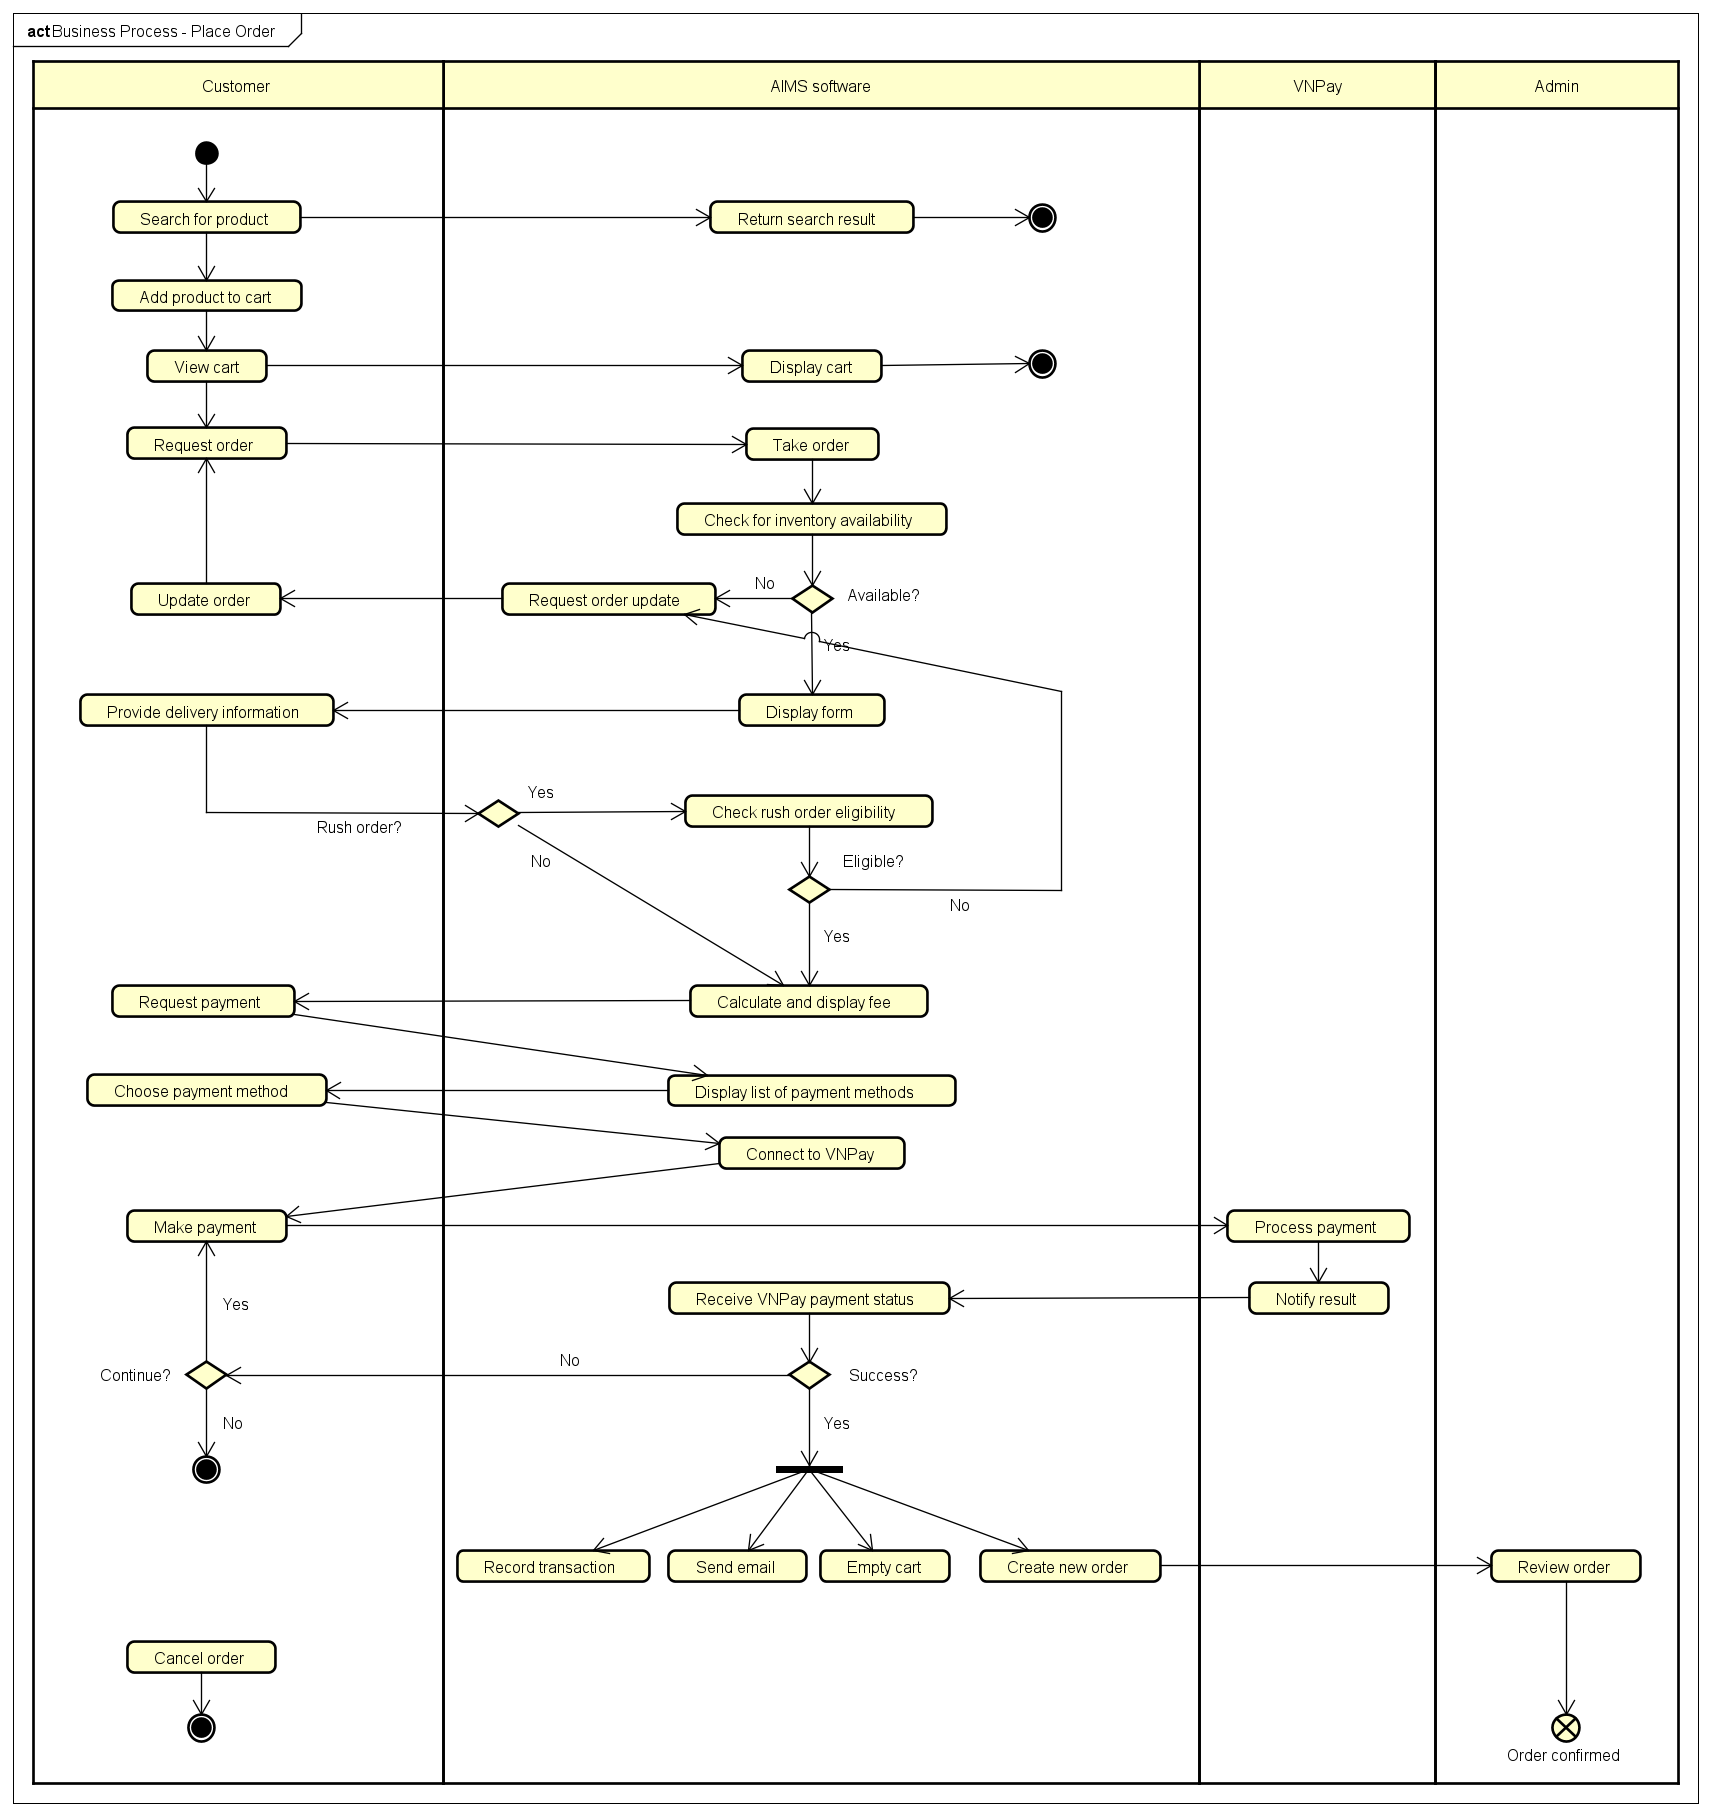 act Business Process - Place Order
Customer
AIMS software
VNPay
Admin
Search for product
Return search result
Add product to cart
View cart
Display cart
Request order
Take order
Check for inventory availability
No
Available?
Update order
Request order update
Yes
Provide delivery information
Display form
Yes
Check rush order eligibility
Rush order?
No
Eligible?
No
Yes
Request payment
Calculate and display fee
Choose payment method
Display list of payment methods
Connect to VNPay
Make payment
Process payment
Yes
Receive VNPay payment status
Notify result
No
Continue?
Success?
No
Yes
Record transaction
Send email
Empty cart
Create new order
Review order
Cancel order
Order confirmed